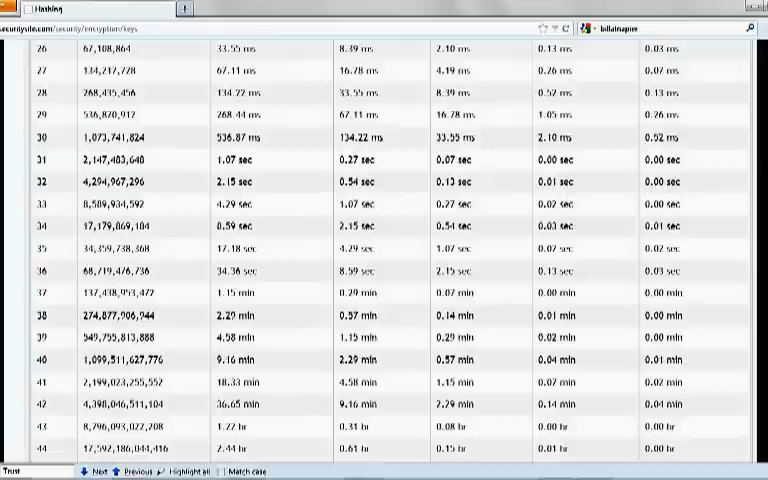 Hashing
ecuritysite.com/security/encryption/keys
billatnapier
26 67,108,864 33.55 ms 8.39 ms 2.10 ms 0.13 ms 0.03 ms
27 134,217,728 67.11 ms 16.78 ms 4.19 ms 0.26 ms 0.07 ms
28 268,435,456 134.22 ms 33.55 ms 8.39 ms 0.52 ms 0.13 ms
29 536,870,912 268.44 ms 67.11 ms 16.78 ms 1.05 ms 0.26 ms
30 1,073,741,824 536.87 ms 134.22 ms 33.55 ms 2.10 ms 0.52 ms
31 2,147,483,648 1.07 sec 0.27 sec 0.07 sec 0.00 sec 0.00 sec
32 4,294,967,296 2.15 sec 0.54 sec 0.13 sec 0.01 sec 0.00 sec
33 8,589,934,592 4.29 sec 1.07 sec 0.27 sec 0.02 sec 0.00 sec
34 17,179,869,184 8.59 sec 2.15 sec 0.54 sec 0.03 sec 0.01 sec
35 34,359,738,368 17.18 sec 4.29 sec 1.07 sec 0.07 sec 0.02 sec
36 68,719,476,736 34.36 sec 8.59 sec 2.15 sec 0.13 sec 0.03 sec
37 137,438,953,472 1.15 min 0.29 min 0.07 min 0.00 min 0.00 min
38 274,877,906,944 2.29 min 0.57 min 0.14 min 0.01 min 0.00 min
39 549,755,813,888 4.58 min 1.15 min 0.29 min 0.02 min 0.00 min
40 1,099,511,627,776 9.16 min 2.29 min 0.57 min 0.04 min 0.01 min
41 2,199,023,255,552 18.33 min 4.58 min 1.15 min 0.07 min 0.02 min
42 4,398,046,511,104 36.65 min 9.16 min 2.29 min 0.14 min 0.04 min
43 8,796,093,022,208 1.22 hr 0.31 hr 0.08 hr 0.00 hr 0.00 hr
44 17,592,186,044,416 2.44 hr 0.61 hr 0.15 hr 0.01 hr 0.00 hr
Trust Next Previous Highlight all Match case